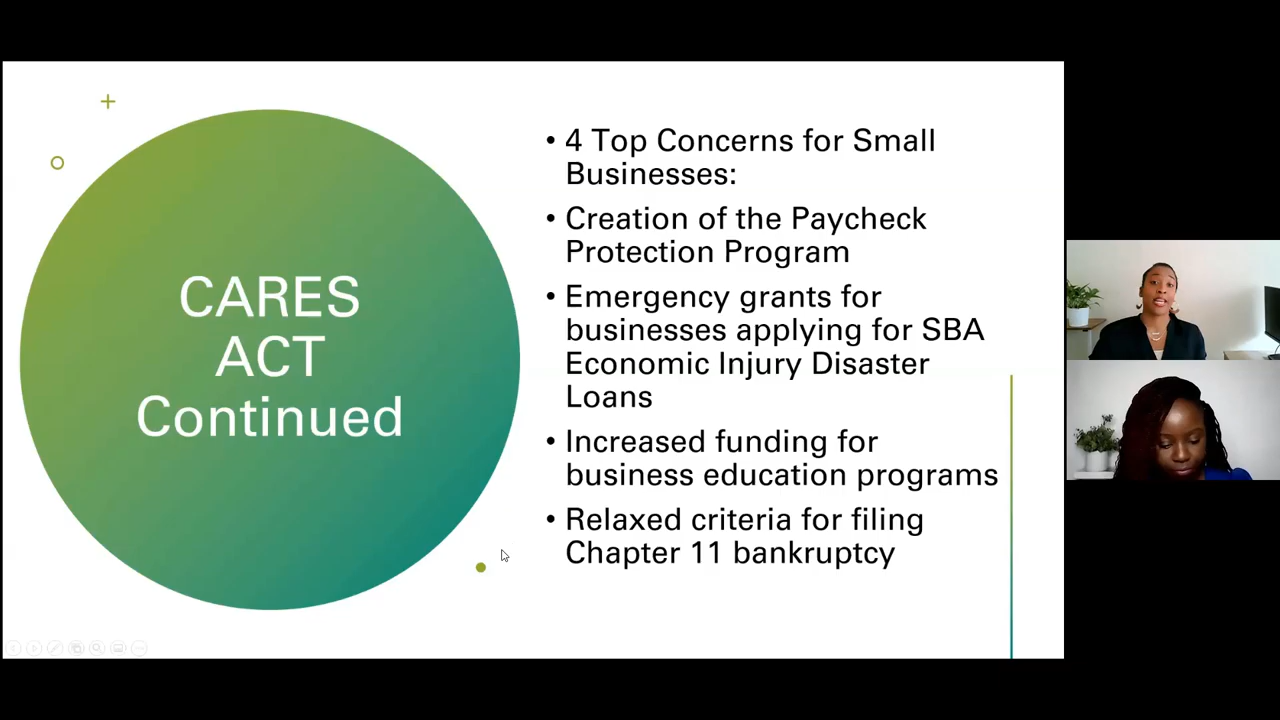 CARES
ACT
Continued
• 4 Top Concerns for Small
Businesses:
• Creation of the Paycheck
Protection Program
• Emergency grants for
businesses applying for SBA
Economic Injury Disaster
Loans
• Increased funding for
business education programs
• Relaxed criteria for filing
Chapter 11 bankruptcy